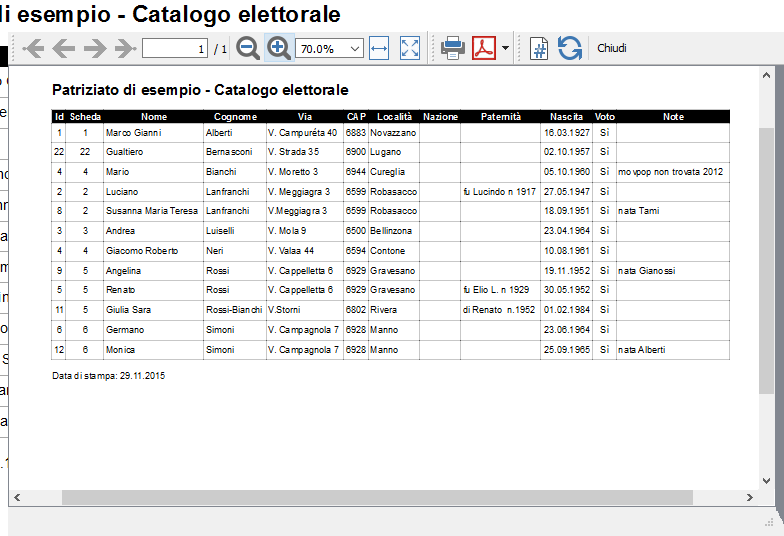 di esempio - Catalogo elettorale
1 / 1 70.0% Chiudi
Patriziato di esempio - Catalogo elettorale
Id Scheda Nome Cognome Via CAP Località Nazione Paternità Nascita Voto Note
1 1 Marco Gianni Alberti V. Campuréta 40 6883 Novazzano 16.03.1927 Sì
22 22 Gualtiero Bernasconi V. Strada 35 6900 Lugano 02.10.1957 Sì
4 4 Mario Bianchi V. Moretto 3 6944 Cureglia 05.10.1960 Sì movpop non trovata 2012
2 2 Luciano Lanfranchi V. Meggiagra 3 6599 Robasacco fu Lucindo n 1917 27.05.1947 Sì
8 2 Susanna Maria Teresa Lanfranchi V.Meggiagra 3 6599 Robasacco 18.09.1951 Sì nata Tami
3 3 Andrea Luiselli V. Mola 9 6500 Bellinzona 23.04.1964 Sì
4 4 Giacomo Roberto Neri V. Valaa 44 6594 Contone 10.08.1961 Sì
9 5 Angelina Rossi V. Cappelletta 6 6929 Gravesano 19.11.1952 Sì nata Gianossi
5 5 Renato Rossi V. Cappelletta 6 6929 Gravesano fu Elio L. n 1929 30.05.1952 Sì
11 5 Giulia Sara Rossi-Bianchi V.Storni 6802 Rivera di Renato n.1952 01.02.1984 Sì
6 6 Germano Simoni V. Campagnola 7 6928 Manno 23.06.1964 Sì
12 6 Monica Simoni V. Campagnola 7 6928 Manno 25.09.1965 Sì nata Alberti
Data di stampa: 29.11.2015